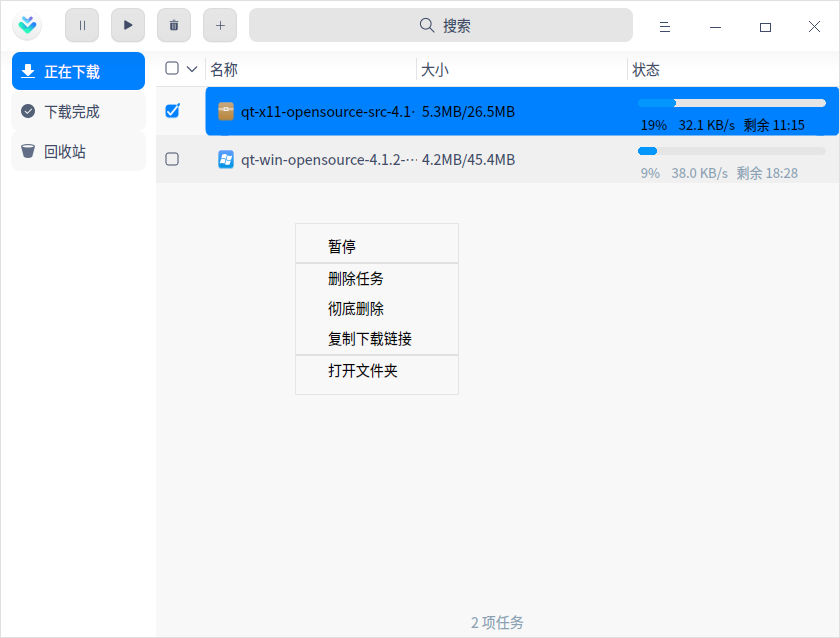 搜索
正在下载
下载完成
回收站
名称 大小 状态
qt-x11-opensource-src-4.1· 5.3MB/26.5MB
19% 32.1 KB/s 剩余 11:15
qt-win-opensource-4.1.2-··· 4.2MB/45.4MB
9% 38.0 KB/s 剩余 18:28
暂停
删除任务
彻底删除
复制下载链接
打开文件夹
2 项任务